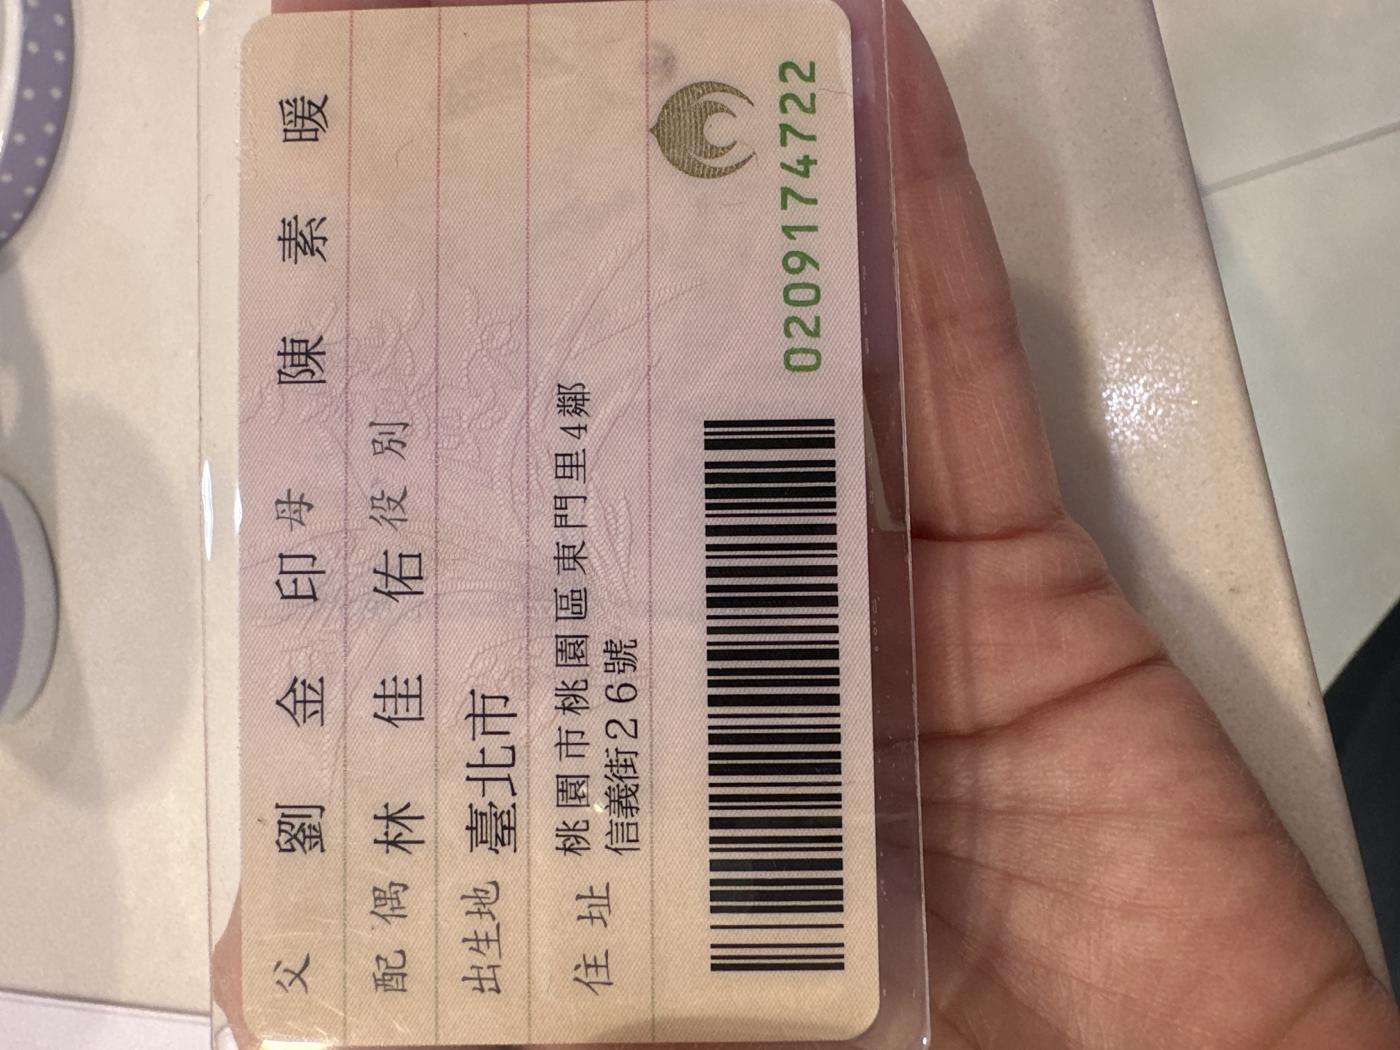 父 劉金印 母 陳素暖
配偶 林佳佑 役別
出生地 臺北市
住址 桃園市桃園區東門里4鄰
信義街26號
0209174722